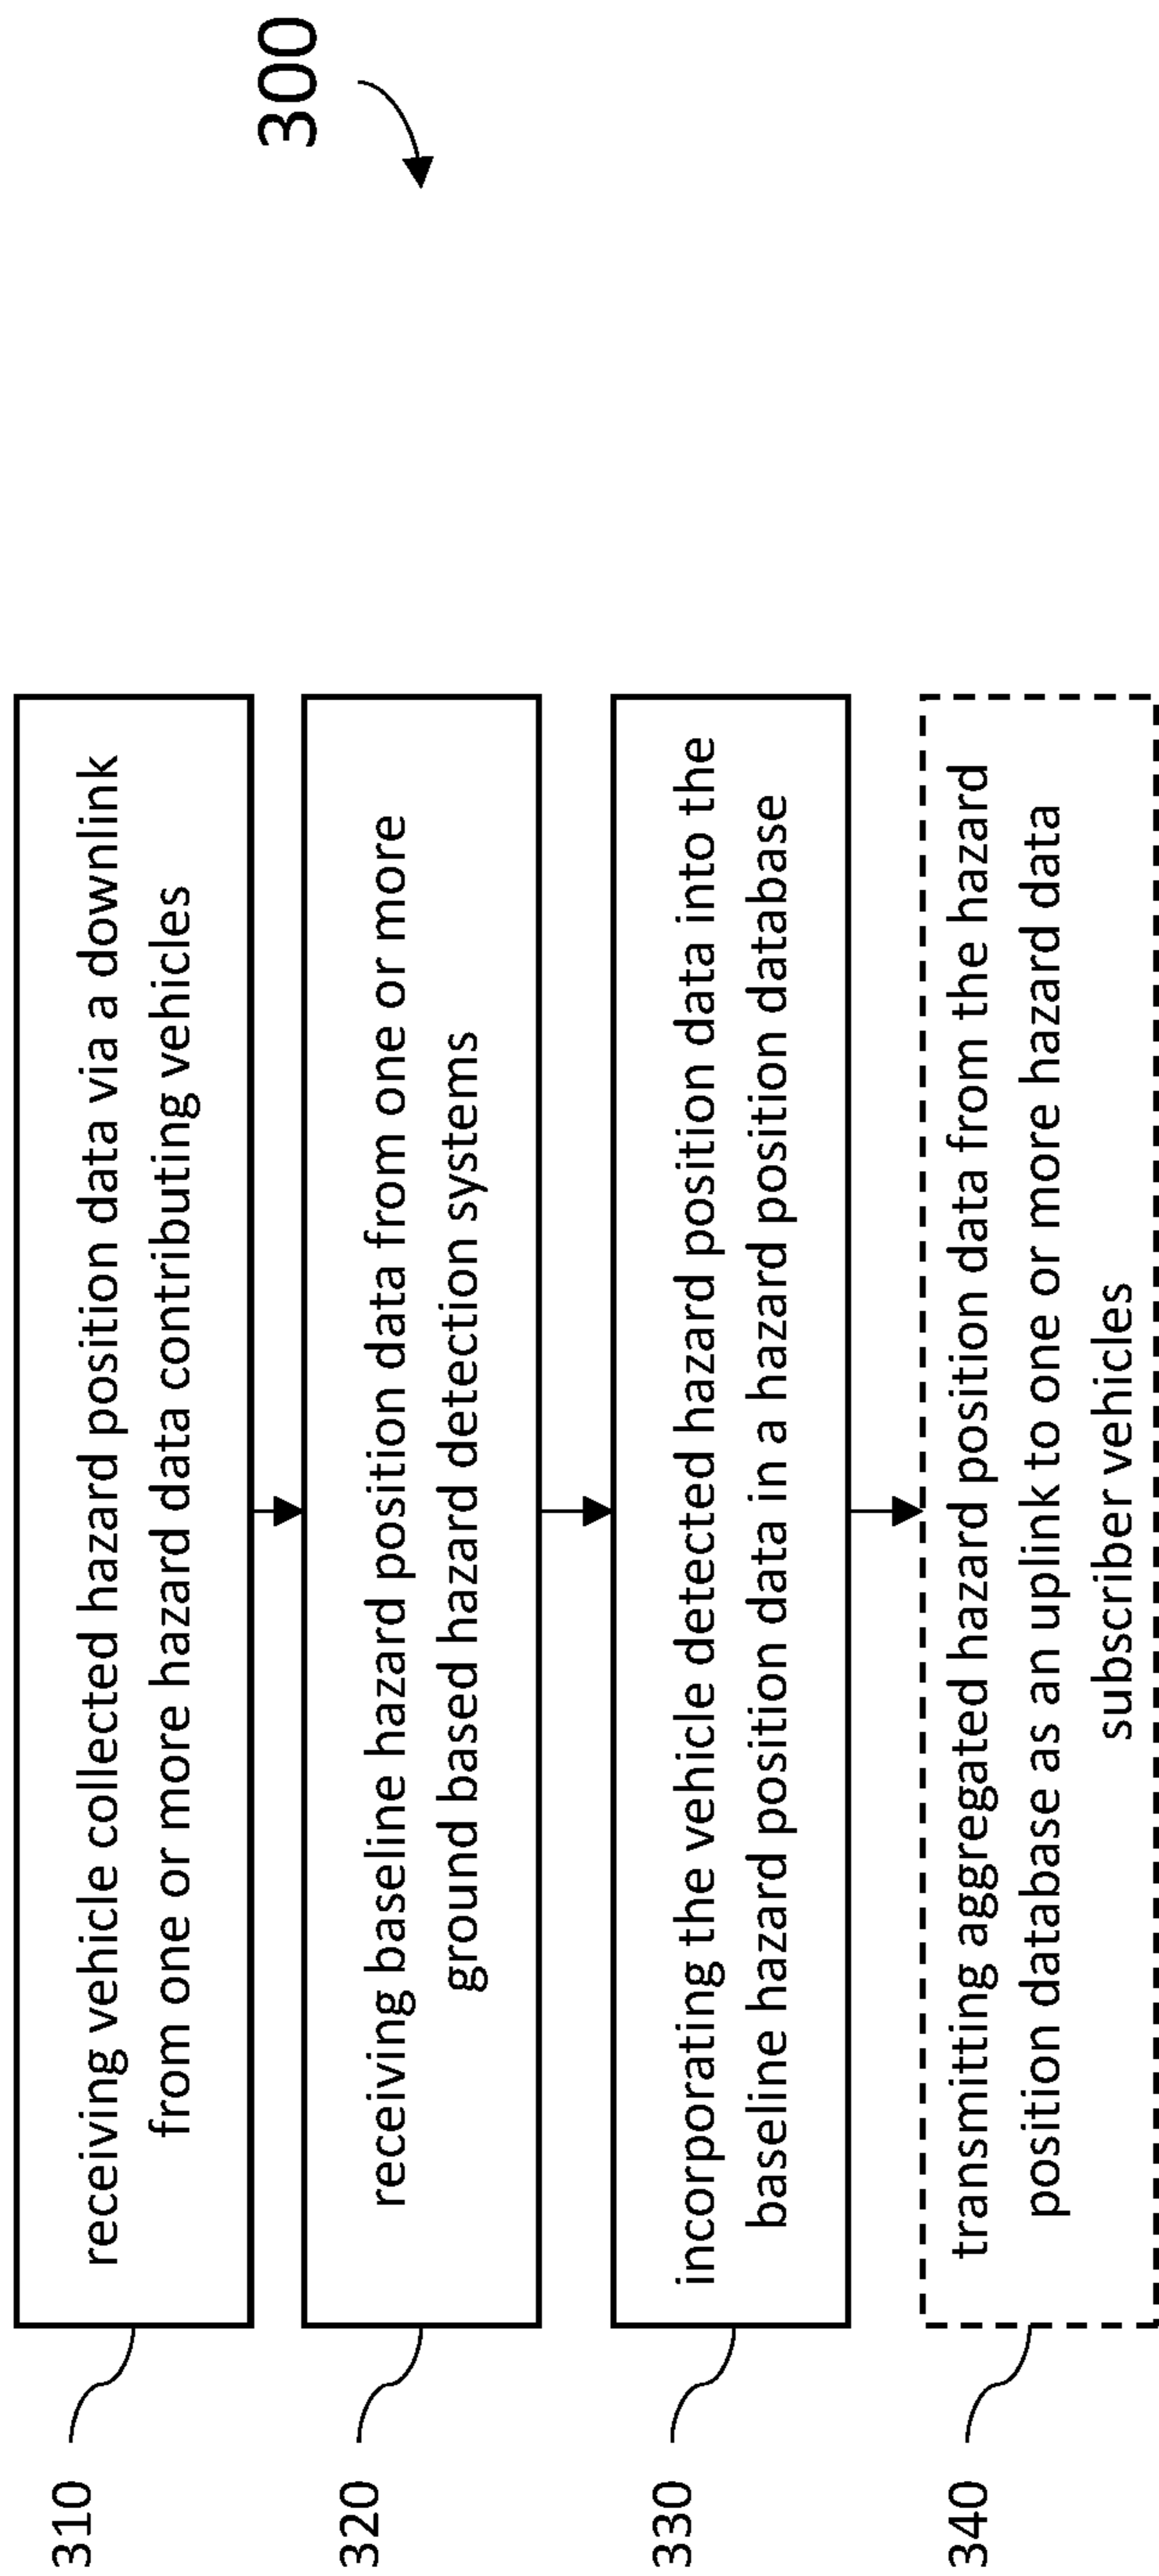 300
310
receiving vehicle collected hazard position data via a downlink
from one or more hazard data contributing vehicles
320
receiving baseline hazard position data from one or more
ground based hazard detection systems
330
incorporating the vehicle detected hazard position data into the
baseline hazard position data in a hazard position database
340
transmitting aggregated hazard position data from the hazard
position database as an uplink to one or more hazard data
subscriber vehicles